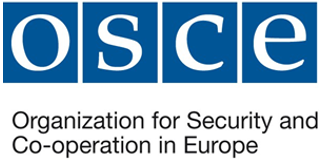 osce
Organization for Security and
Co-operation in Europe